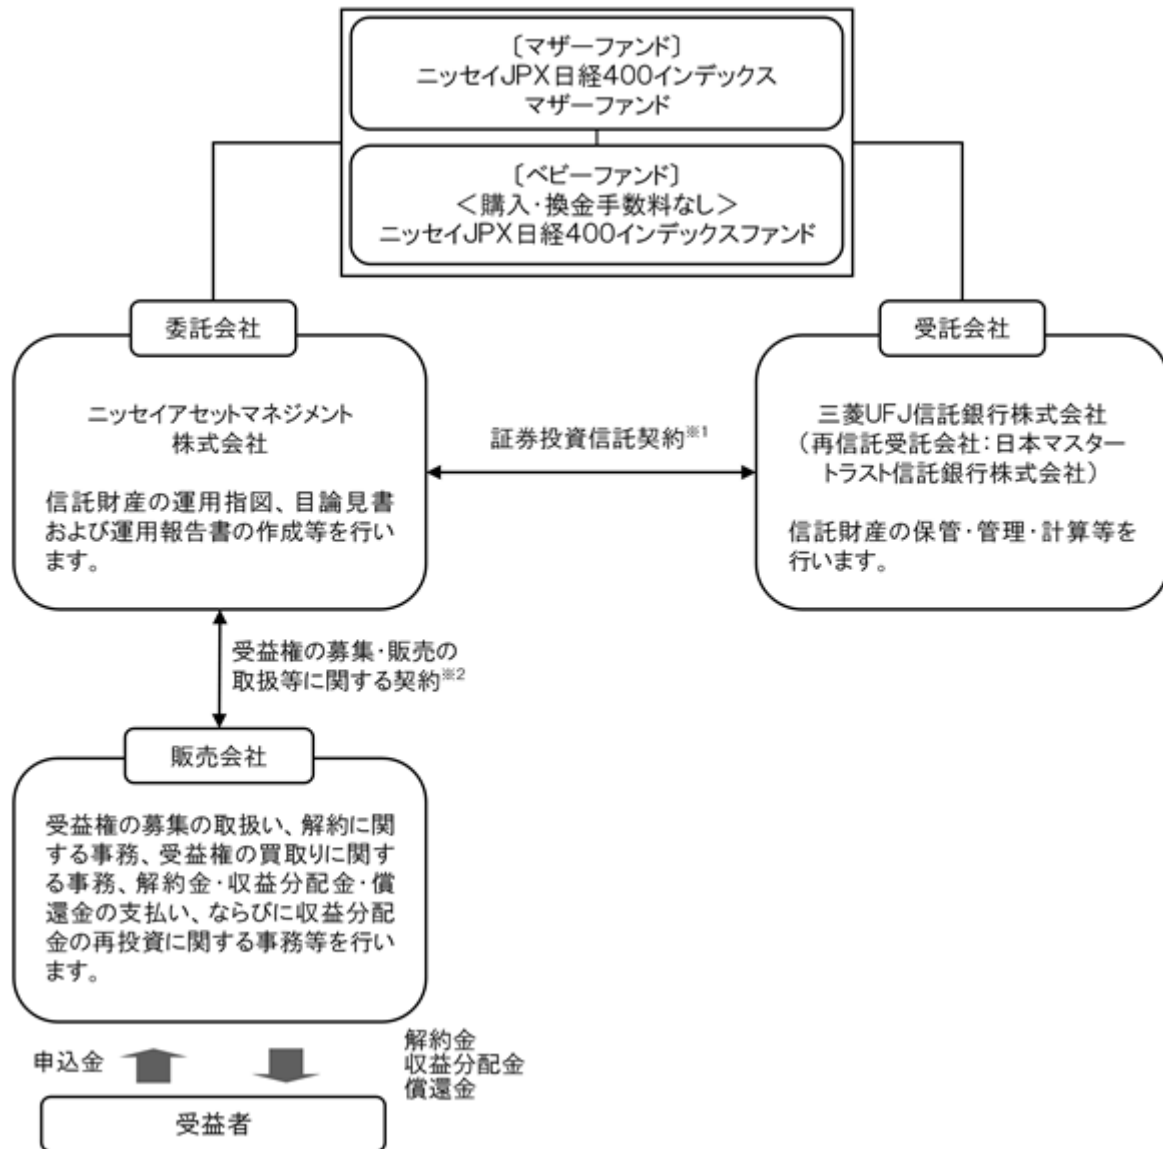 〔マザーファンド〕
ニッセイJPX日経400インデックス
マザーファンド
〔ベビーファンド〕
＜購入・換金手数料なし＞
ニッセイJPX日経400インデックスファンド
委託会社
ニッセイアセットマネジメント
株式会社
信託財産の運用指図、目論見書
および運用報告書の作成等を行い
ます。
証券投資信託契約※1
受託会社
三菱UFJ信託銀行株式会社
（再信託受託会社：日本マスター
トラスト信託銀行株式会社）
信託財産の保管・管理・計算等を
行います。
受益権の募集・販売の
取扱等に関する契約※2
販売会社
受益権の募集の取扱い、解約に関
する事務、受益権の買取りに関す
る事務、解約金・収益分配金・償
還金の支払い、ならびに収益分配
金の再投資に関する事務等を行い
ます。
申込金
解約金
収益分配金
償還金
受益者